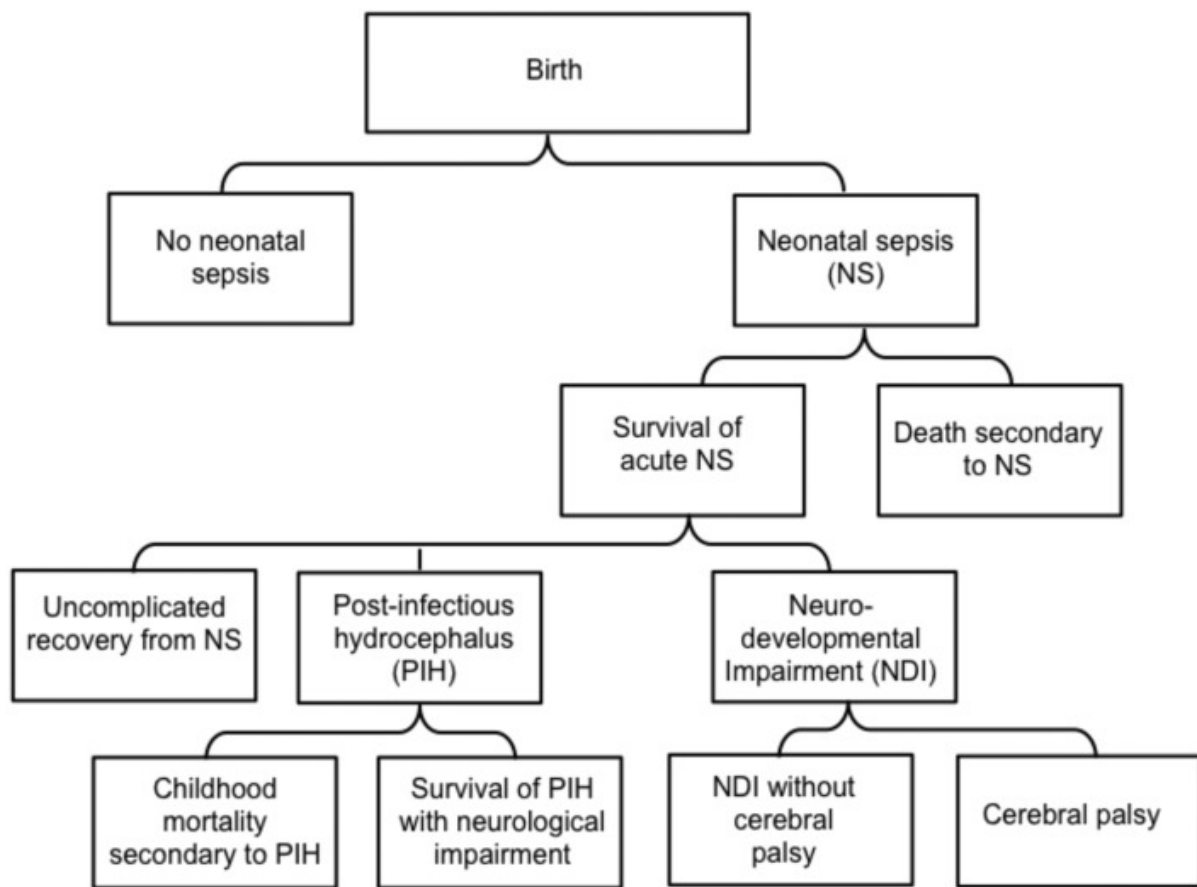 Birth
No neonatal
sepsis
Neonatal sepsis
(NS)
Survival of
acute NS
Death secondary
to NS
Uncomplicated
recovery from NS
Post-infectious
hydrocephalus
(PIH)
Neuro-
developmental
Impairment (NDI)
Childhood
mortality
secondary to PIH
Survival of PIH
with neurological
impairment
NDI without
cerebral
palsy
Cerebral palsy